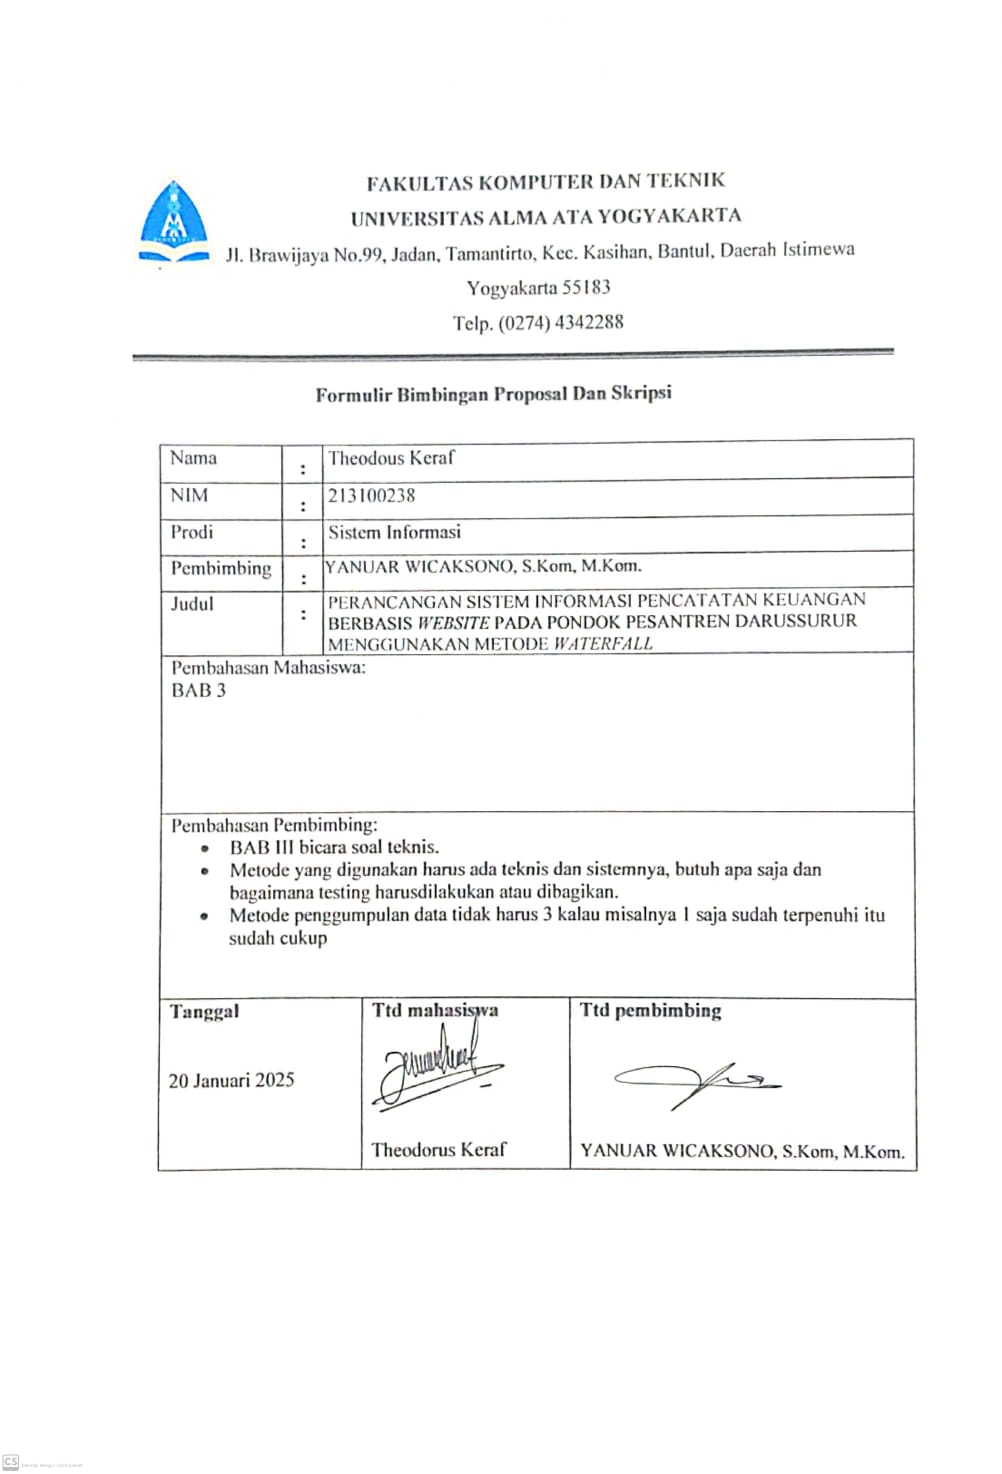 FAKULTAS KOMPUTER DAN TEKNIK
UNIVERSITAS ALMA ATA YOGYAKARTA
Jl. Brawijaya No.99, Jadan, Tamantirto, Kec. Kasihan, Bantul, Daerah Istimewa
Yogyakarta 55183
Telp. (0274) 4342288
Formulir Bimbingan Proposal Dan Skripsi
Nama : Theodous Keraf
NIM : 213100238
Prodi : Sistem Informasi
Pembimbing : YANUAR WICAKSONO, S.Kom, M.Kom.
Judul : PERANCANGAN SISTEM INFORMASI PENCATATAN KEUANGAN
BERBASIS WEBSITE PADA PONDOK PESANTREN DARUSSURUR
MENGGUNAKAN METODE WATERFALL
Pembahasan Mahasiswa:
BAB 3
Pembahasan Pembimbing:
• BAB III bicara soal teknis.
• Metode yang digunakan harus ada teknis dan sistemnya, butuh apa saja dan
bagaimana testing harusdilakukan atau dibagikan.
• Metode penggumpulan data tidak harus 3 kalau misalnya 1 saja sudah terpenuhi itu
sudah cukup
Tanggal
20 Januari 2025
Ttd mahasiswa
Theodorus Keraf
Ttd pembimbing
YANUAR WICAKSONO, S.Kom, M.Kom.
CS